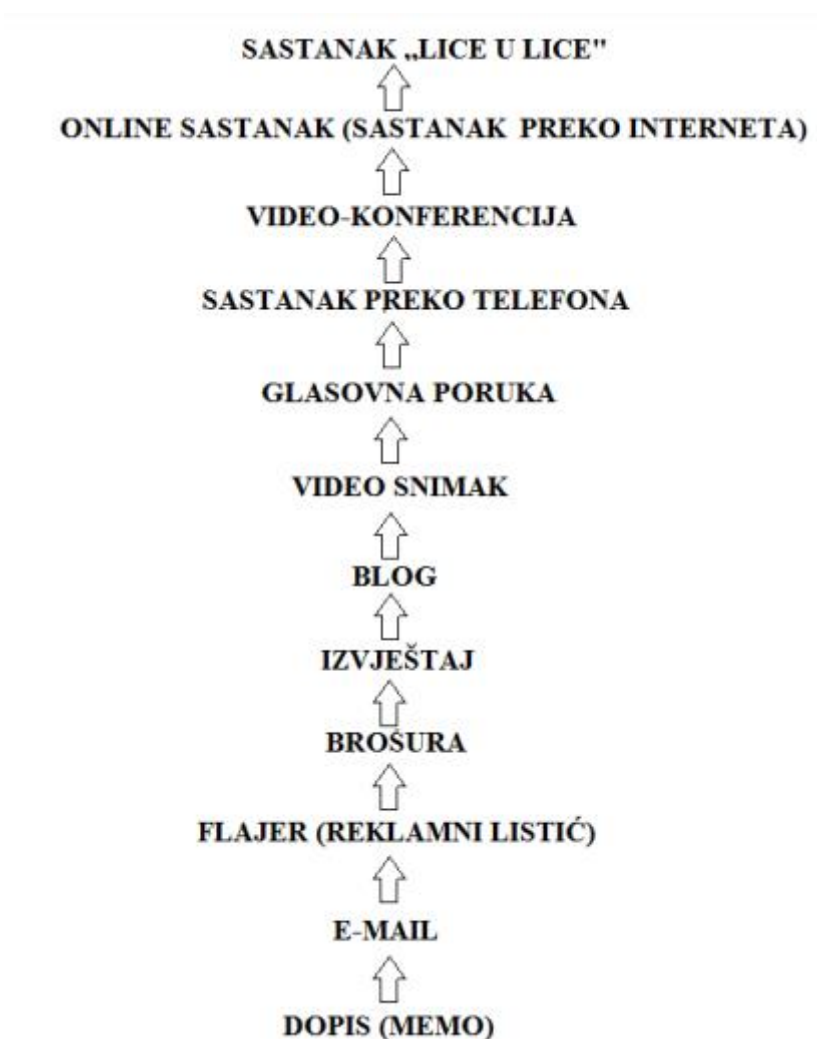 SASTANAK „LICE U LICE"
ONLINE SASTANAK (SASTANAK PREKO INTERNETA)
VIDEO-KONFERENCIJA
SASTANAK PREKO TELEFONA
GLASOVNA PORUKA
VIDEO SNIMAK
BLOG
IZVJEŠTAJ
BROŠURA
FLAJER (REKLAMNI LISTIĆ)
E-MAIL
DOPIS (MEMO)